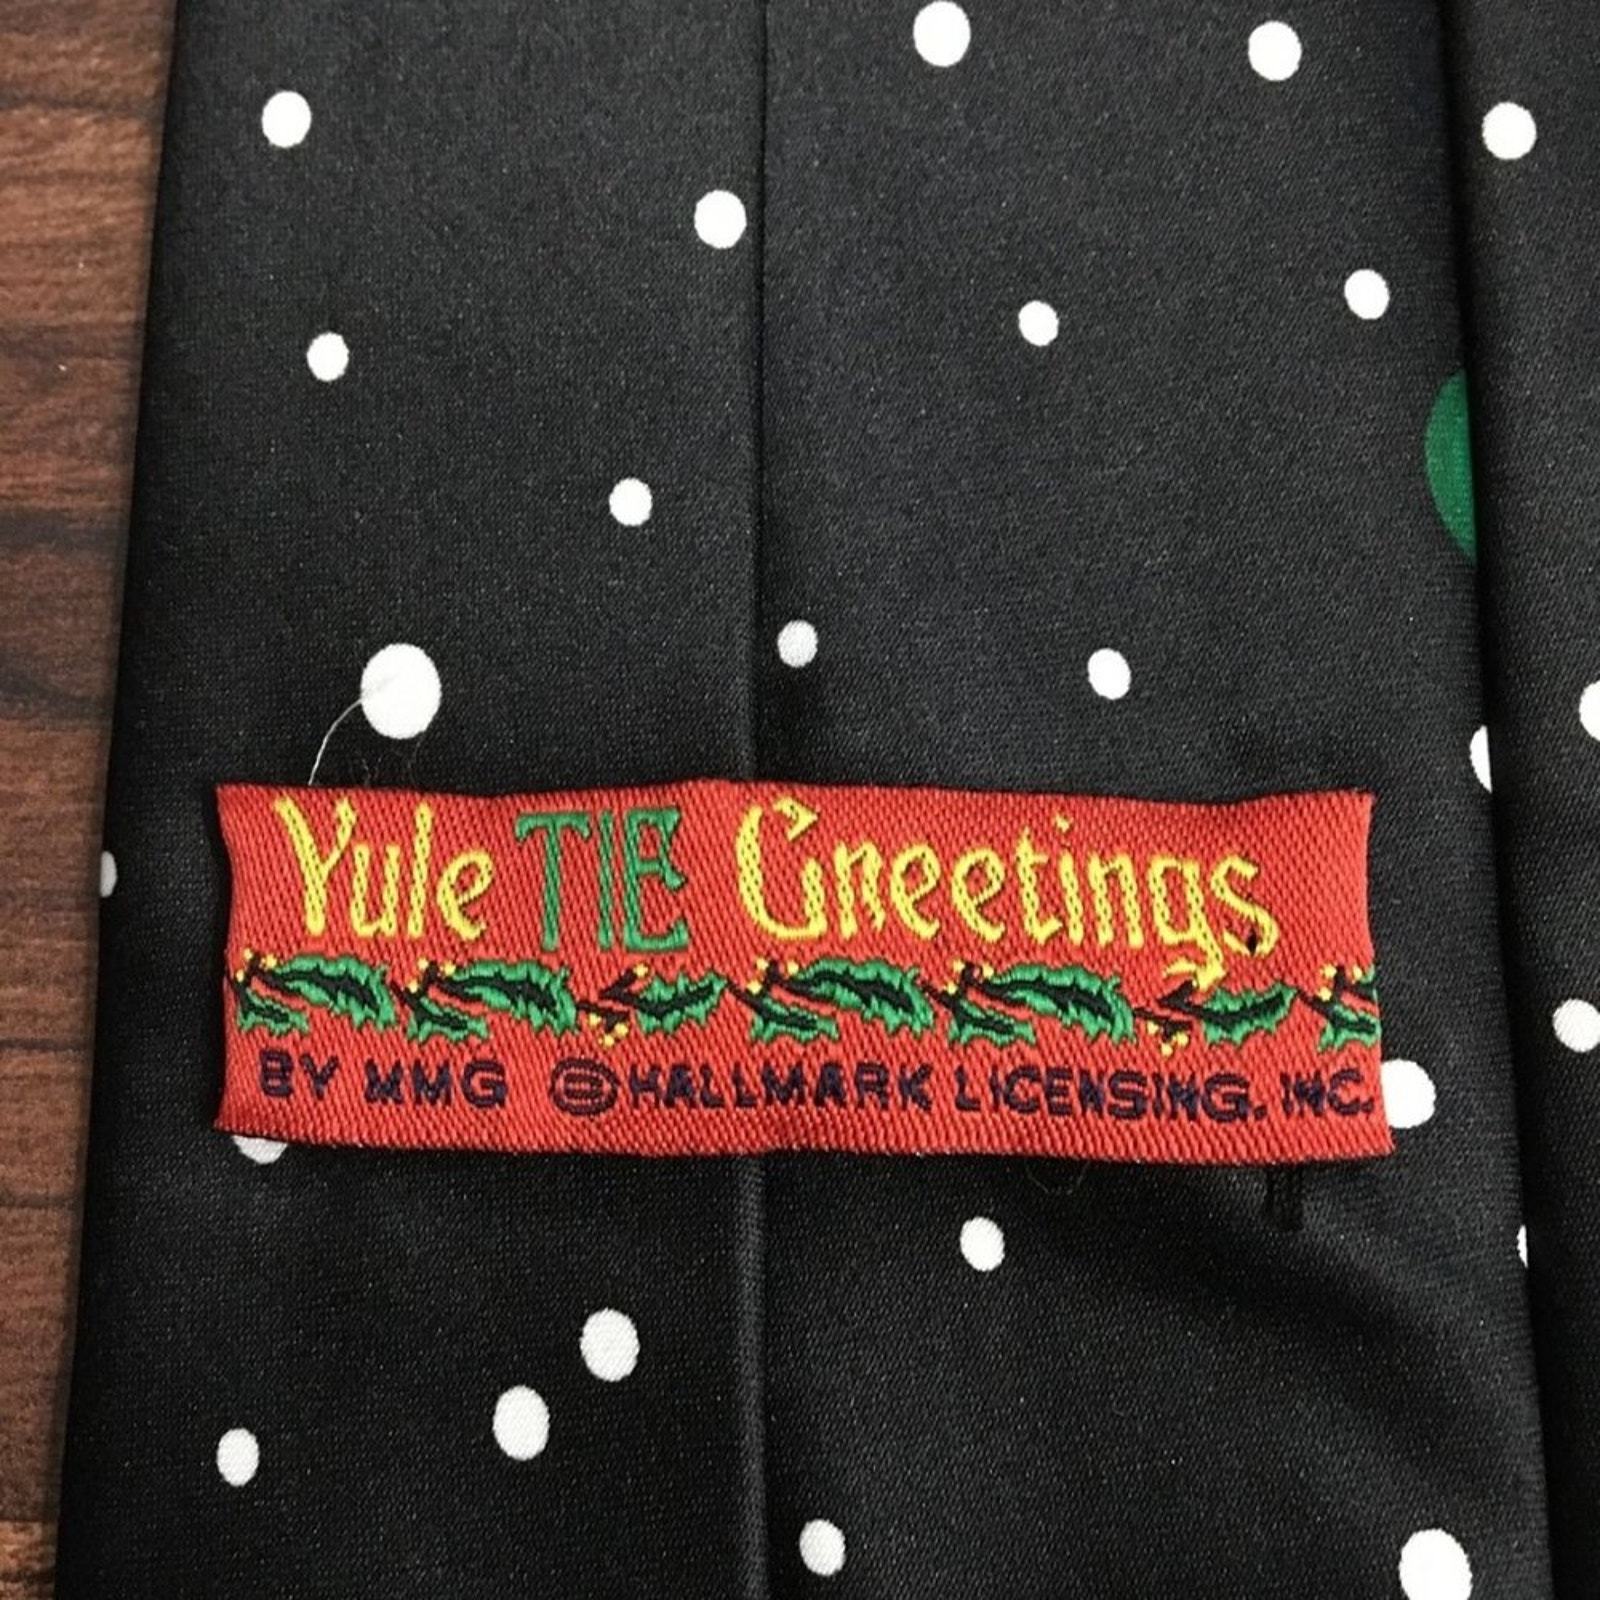 Yule TIE Greetings
BY MMG ©HALLMARK LICENSING, INC.